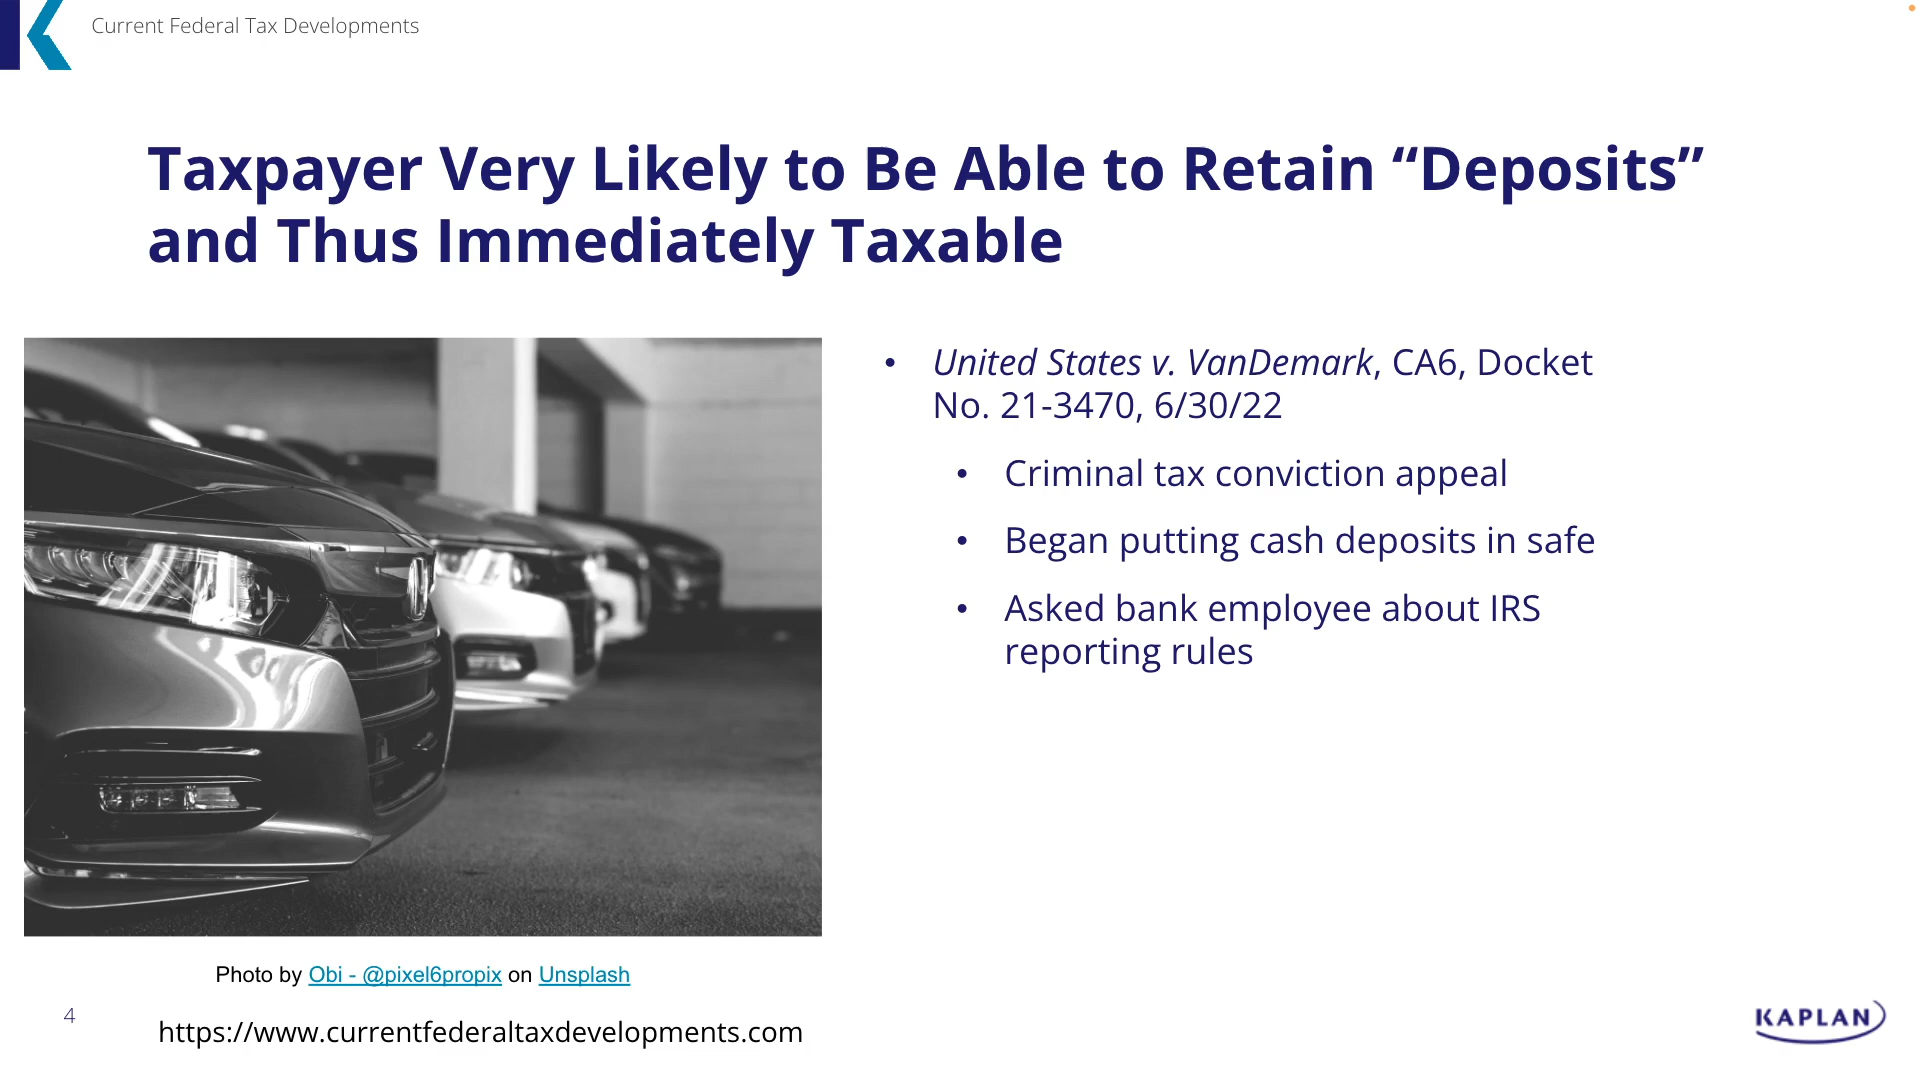 Current Federal Tax Developments
Taxpayer Very Likely to Be Able to Retain “Deposits”
and Thus Immediately Taxable
• United States v. VanDemark, CA6, Docket
No. 21-3470, 6/30/22
• Criminal tax conviction appeal
• Began putting cash deposits in safe
• Asked bank employee about IRS
reporting rules
Photo by Obi - @pixel6propix on Unsplash
4
https://www.currentfederaltaxdevelopments.com
KAPLAN